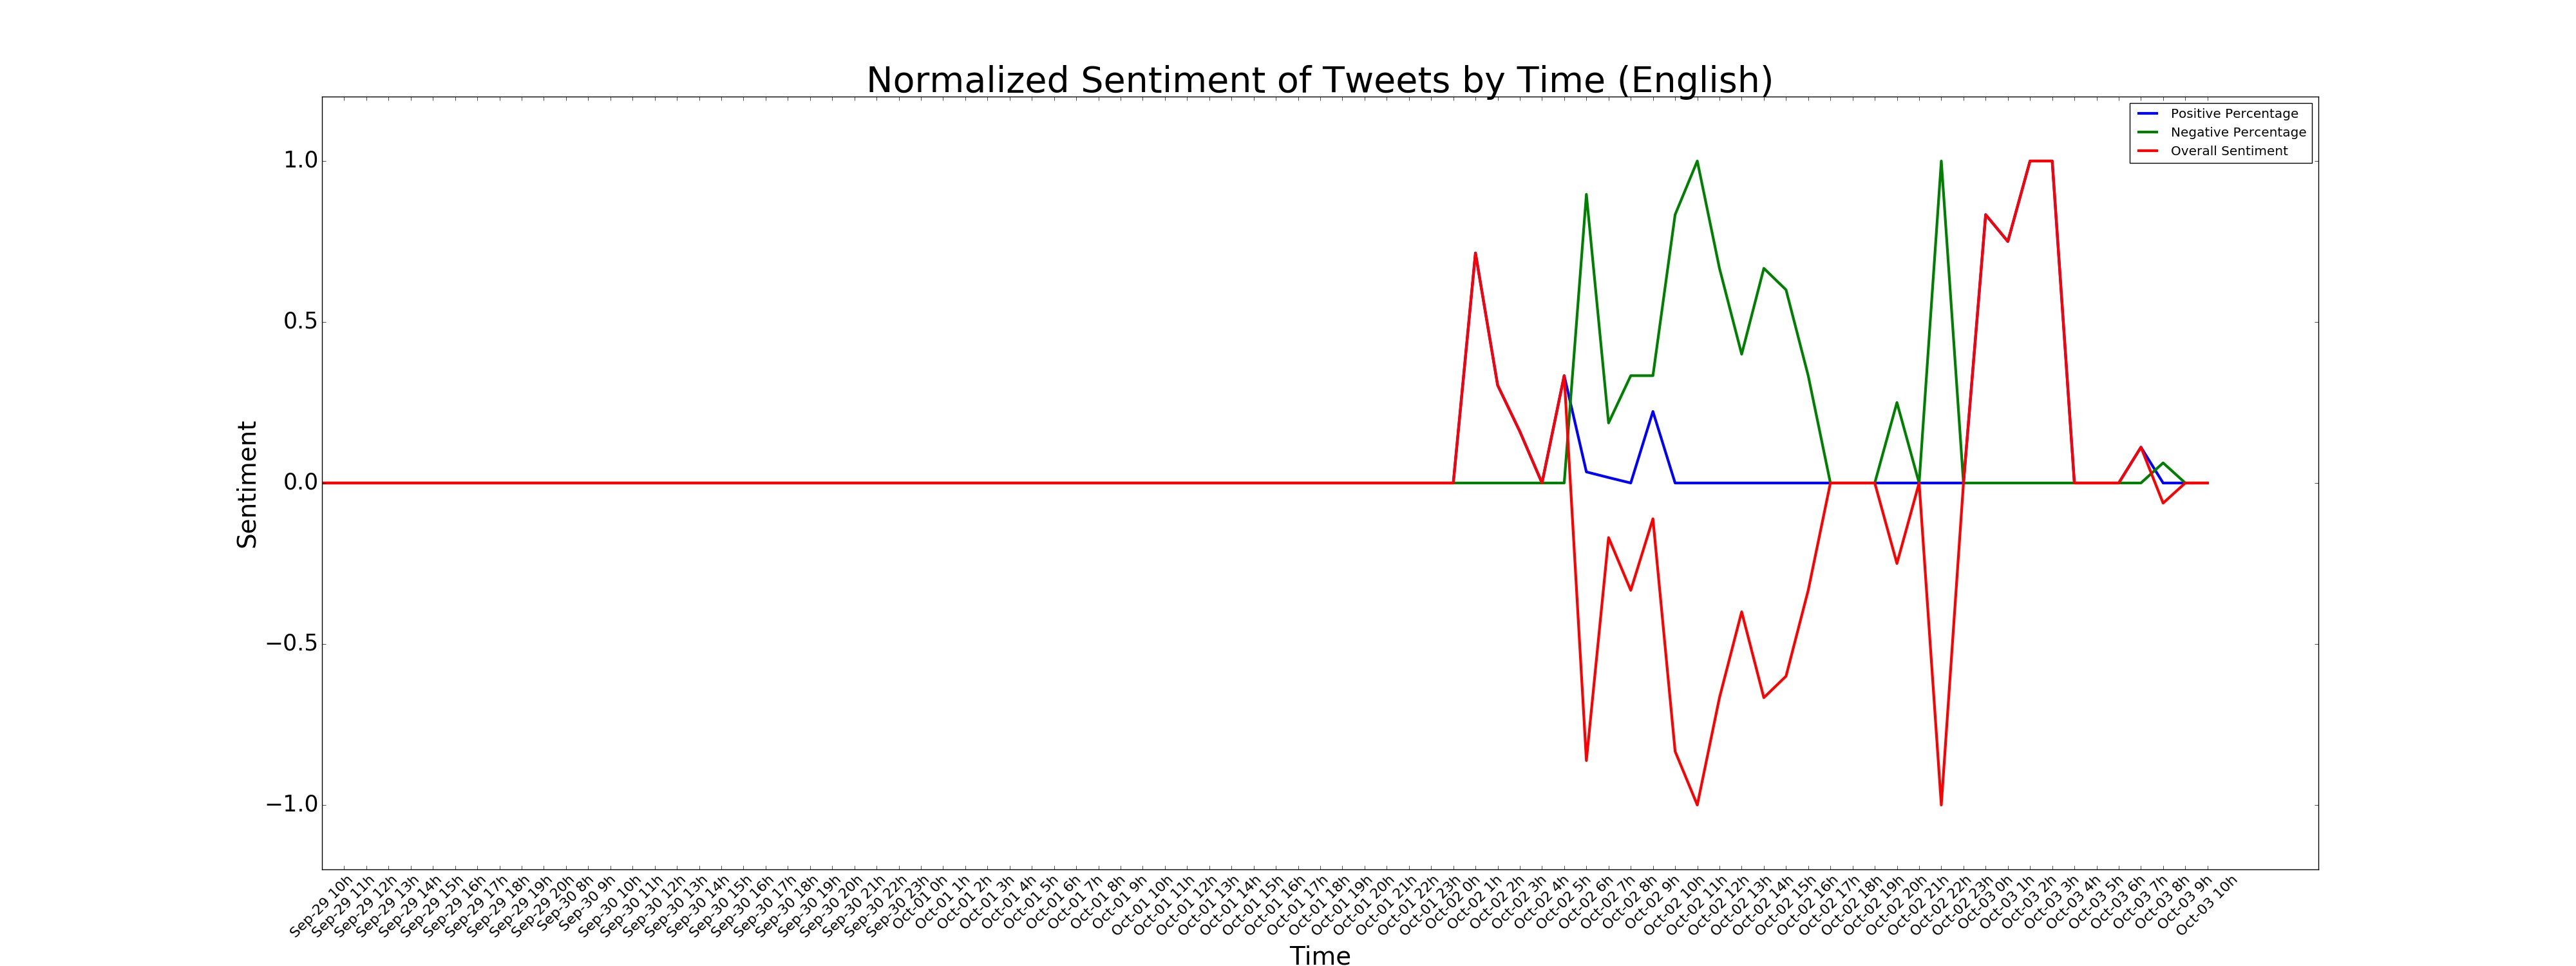 Normalized Sentiment of Tweets by Time (English)
Positive Percentage
Negative Percentage
Overall Sentiment
Sentiment
1.0
0.5
0.0
−0.5
−1.0
Sep-29 10h
Sep-29 11h
Sep-29 12h
Sep-29 13h
Sep-29 14h
Sep-29 15h
Sep-29 16h
Sep-29 17h
Sep-29 18h
Sep-29 19h
Sep-29 20h
Sep-30 8h
Sep-30 9h
Sep-30 10h
Sep-30 11h
Sep-30 12h
Sep-30 13h
Sep-30 14h
Sep-30 15h
Sep-30 16h
Sep-30 17h
Sep-30 18h
Sep-30 19h
Sep-30 20h
Sep-30 21h
Sep-30 22h
Sep-30 23h
Oct-01 0h
Oct-01 1h
Oct-01 2h
Oct-01 3h
Oct-01 4h
Oct-01 5h
Oct-01 6h
Oct-01 7h
Oct-01 8h
Oct-01 9h
Oct-01 10h
Oct-01 11h
Oct-01 12h
Oct-01 13h
Oct-01 14h
Oct-01 15h
Oct-01 16h
Oct-01 17h
Oct-01 18h
Oct-01 19h
Oct-01 20h
Oct-01 21h
Oct-01 22h
Oct-01 23h
Oct-02 0h
Oct-02 1h
Oct-02 2h
Oct-02 3h
Oct-02 4h
Oct-02 5h
Oct-02 6h
Oct-02 7h
Oct-02 8h
Oct-02 9h
Oct-02 10h
Oct-02 11h
Oct-02 12h
Oct-02 13h
Oct-02 14h
Oct-02 15h
Oct-02 16h
Oct-02 17h
Oct-02 18h
Oct-02 19h
Oct-02 20h
Oct-02 21h
Oct-02 22h
Oct-02 23h
Oct-03 0h
Oct-03 1h
Oct-03 2h
Oct-03 3h
Oct-03 4h
Oct-03 5h
Oct-03 6h
Oct-03 7h
Oct-03 8h
Oct-03 9h
Oct-03 10h
Time